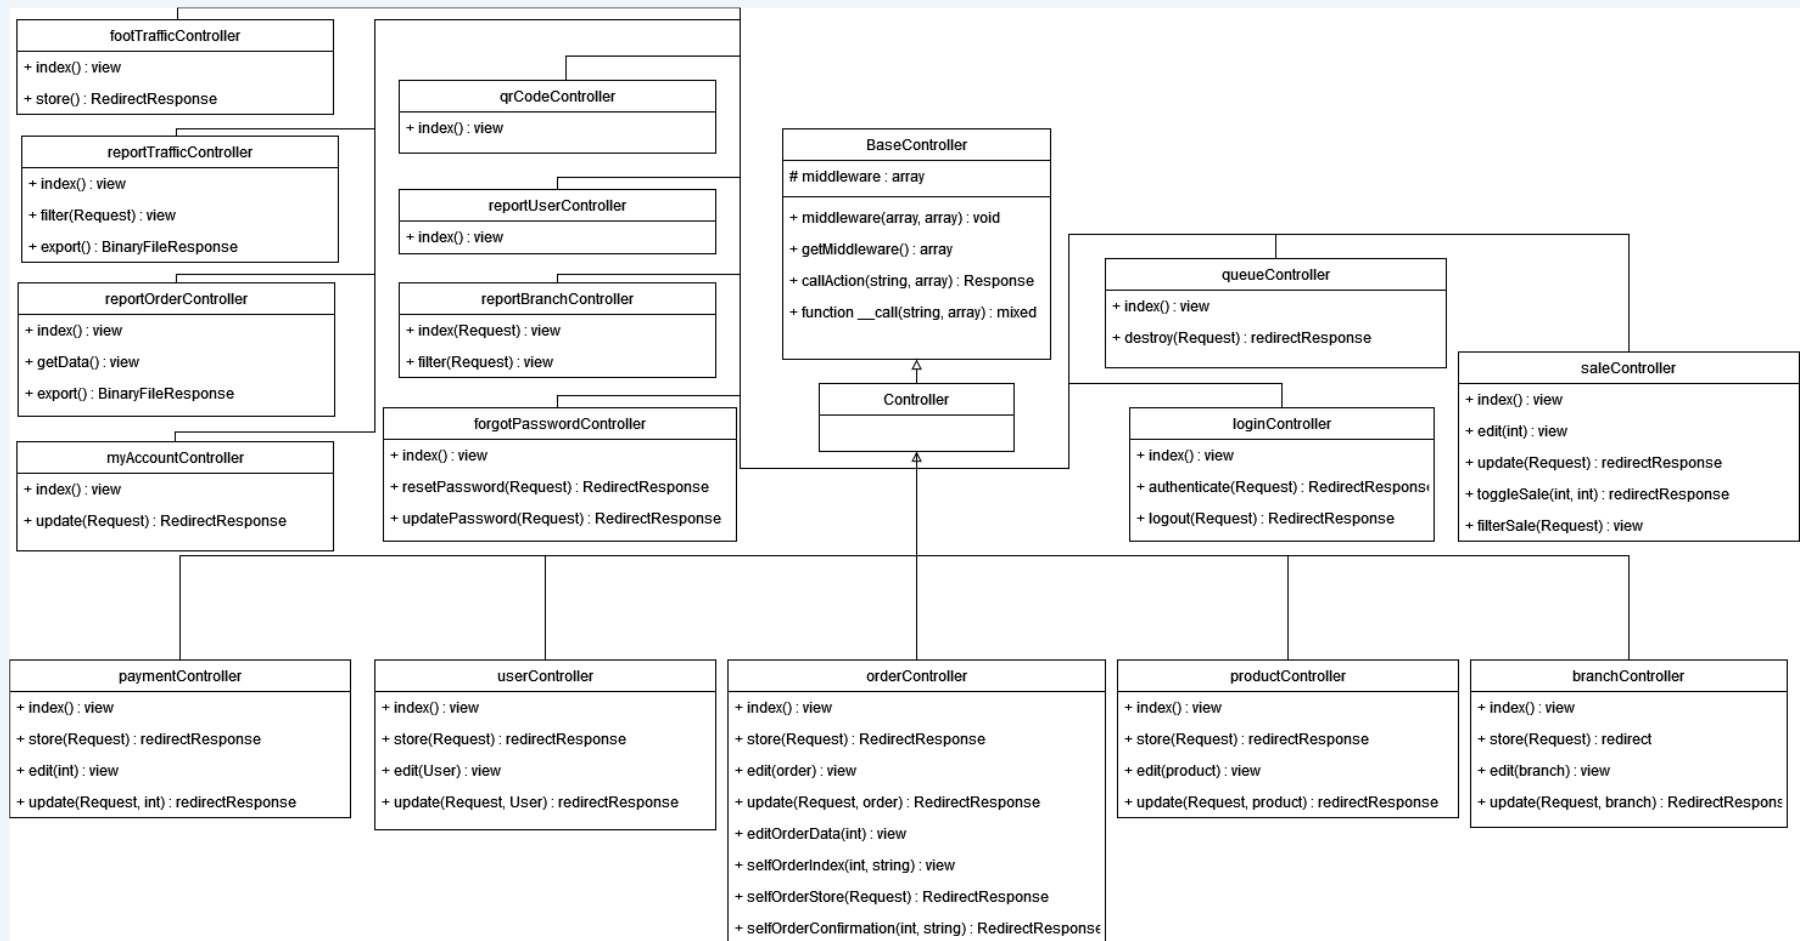 footTrafficController
+ index() : view
+ store() : RedirectResponse
reportTrafficController
+ index() : view
+ filter(Request) : view
+ export() : BinaryFileResponse
reportOrderController
+ index() : view
+ getData() : view
+ export() : BinaryFileResponse
myAccountController
+ index() : view
+ update(Request) : RedirectResponse
qrCodeController
+ index() : view
reportUserController
+ index() : view
reportBranchController
+ index(Request) : view
+ filter(Request) : view
forgotPasswordController
+ index() : view
+ resetPassword(Request) : RedirectResponse
+ updatePassword(Request) : RedirectResponse
BaseController
# middleware : array
+ middleware(array, array) : void
+ getMiddleware() : array
+ callAction(string, array) : Response
+ function __call(string, array) : mixed
Controller
queueController
+ index() : view
+ destroy(Request) : redirectResponse
loginController
+ index() : view
+ authenticate(Request) : RedirectRespons
+ logout(Request) : RedirectResponse
saleController
+ index() : view
+ edit(int) : view
+ update(Request) : redirectResponse
+ toggleSale(int, int) : redirectResponse
+ filterSale(Request) : view
paymentController
+ index() : view
+ store(Request) : redirectResponse
+ edit(int) : view
+ update(Request, int) : redirectResponse
userController
+ index() : view
+ store(Request) : redirectResponse
+ edit(User) : view
+ update(Request, User) : redirectResponse
orderController
+ index() : view
+ store(Request) : RedirectResponse
+ edit(order) : view
+ update(Request, order) : RedirectResponse
+ editOrderData(int) : view
+ selfOrderIndex(int, string) : view
+ selfOrderStore(Request) : RedirectResponse
+ selfOrderConfirmation(int, string) : RedirectResponse
productController
+ index() : view
+ store(Request) : redirectResponse
+ edit(product) : view
+ update(Request, product) : redirectResponse
branchController
+ index() : view
+ store(Request) : redirect
+ edit(branch) : view
+ update(Request, branch) : RedirectRespons